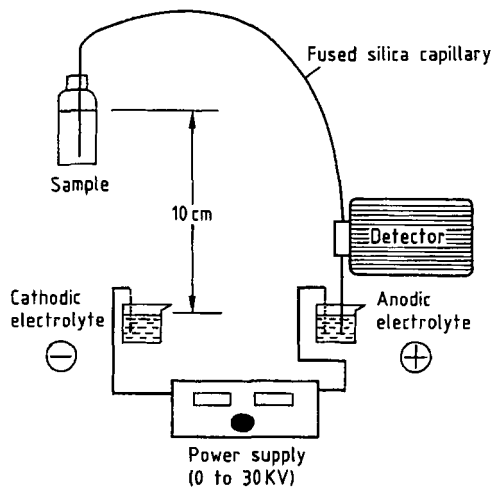 Fused silica capillary
Sample
10 cm
Detector
Cathodic
electrolyte
−
Anodic
electrolyte
+
Power supply
(0 to 30KV)